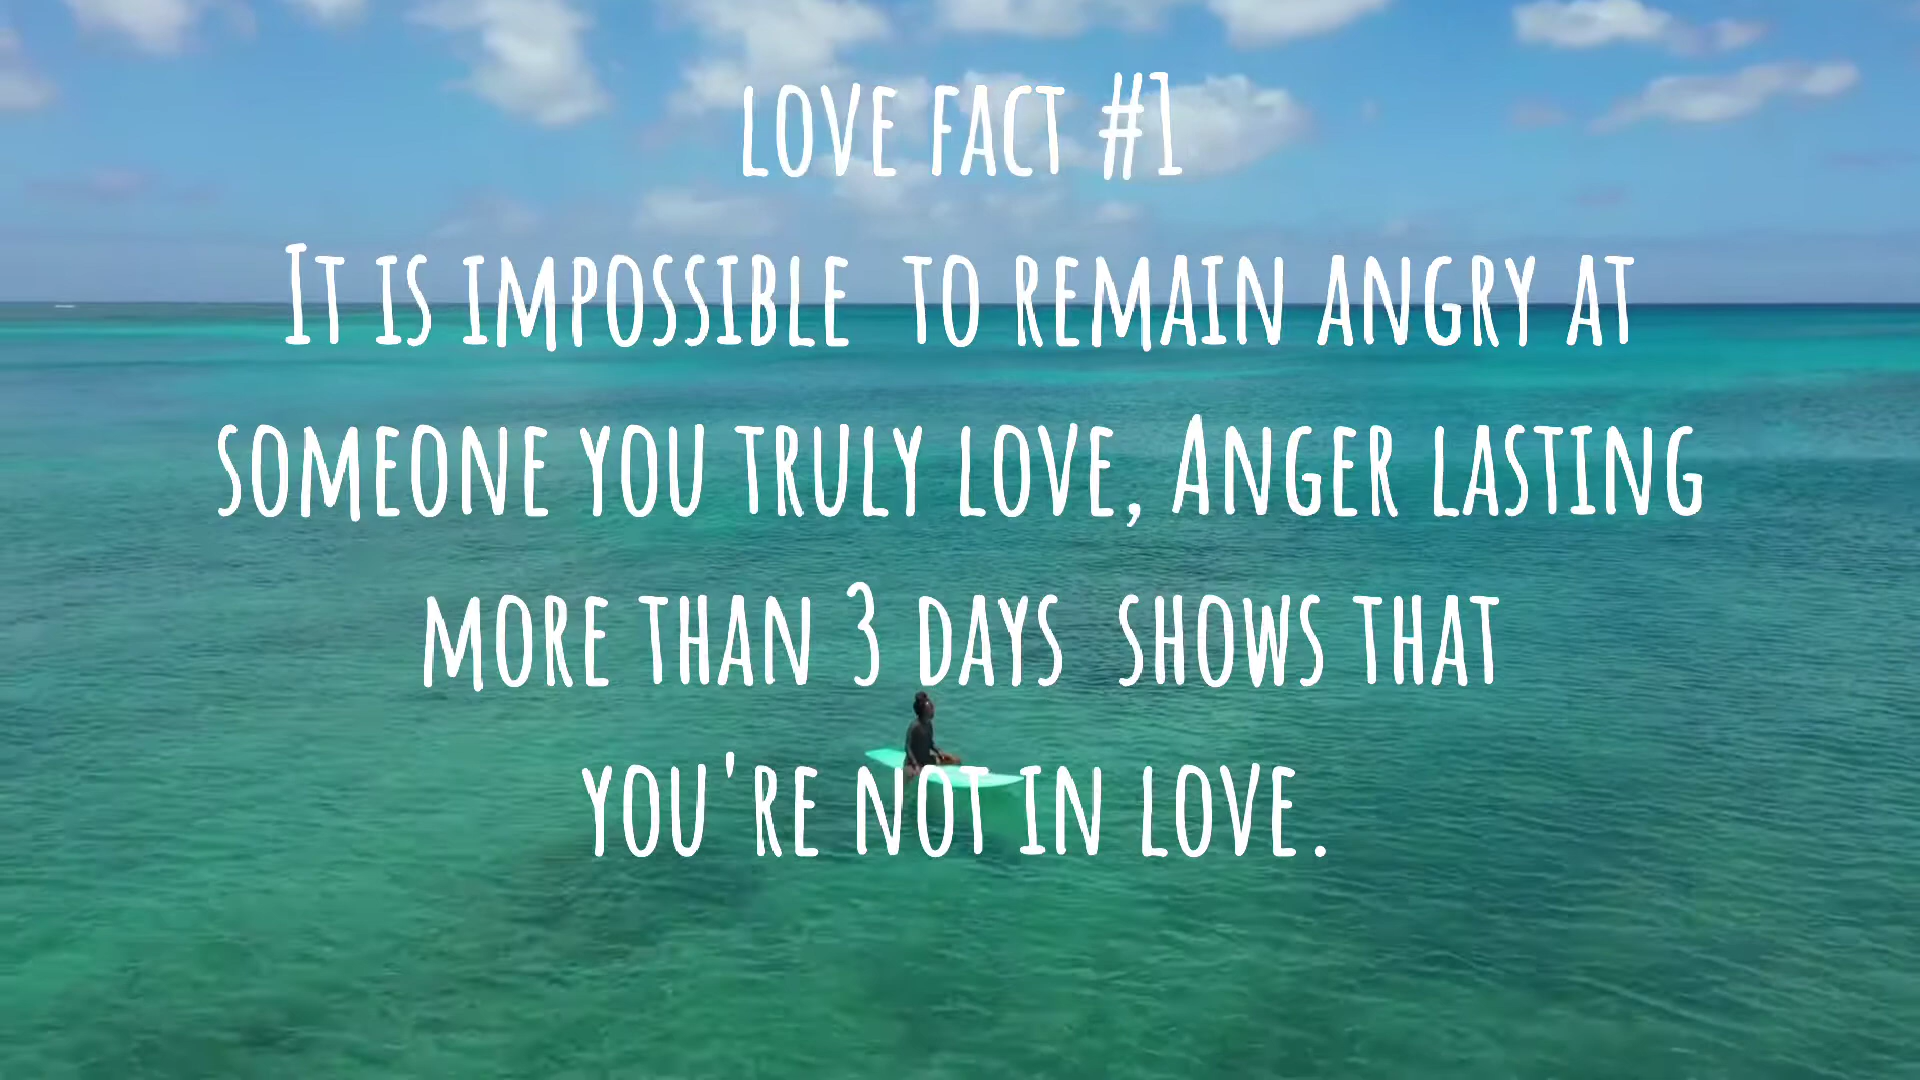 LOVE FACT #1
IT IS IMPOSSIBLE TO REMAIN ANGRY AT
SOMEONE YOU TRULY LOVE, ANGER LASTING
MORE THAN 3 DAYS SHOWS THAT
YOU'RE NOT IN LOVE.